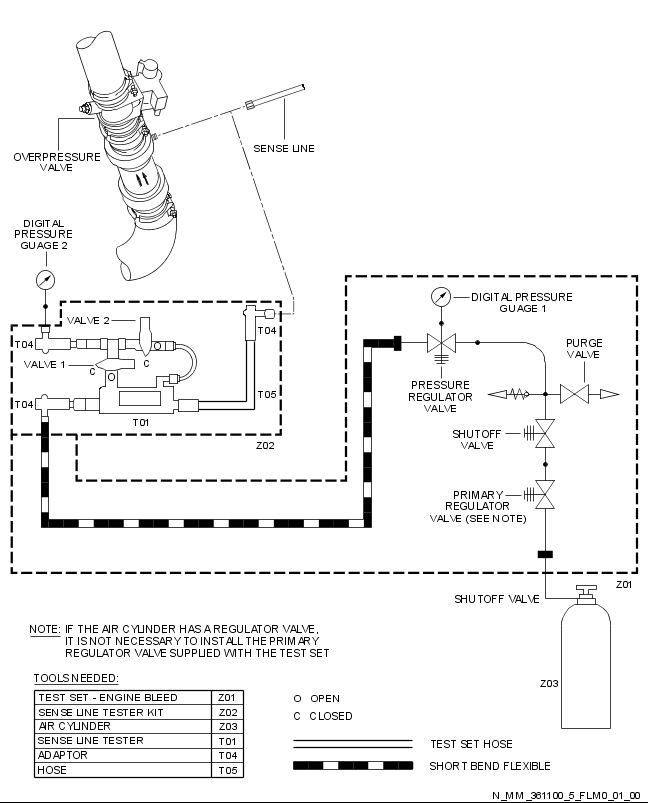 SENSE LINE
OVERPRESSURE
VALVE
DIGITAL
PRESSURE
GUAGE 2
VALVE 2
T04
T04
DIGITAL PRESSURE
GUAGE 1
VALVE 1
C
C
O
O
PURGE
VALVE
PRESSURE
REGULATOR
VALVE
T05
T04
T01
Z02
SHUTOFF
VALVE
PRIMARY
REGULATOR
VALVE (SEE NOTE)
Z01
SHUTOFF VALVE
NOTE: IF THE AIR CYLINDER HAS A REGULATOR VALVE,
IT IS NOT NECESSARY TO INSTALL THE PRIMARY
REGULATOR VALVE SUPPLIED WITH THE TEST SET
Z03
TOOLS NEEDED:
TEST SET - ENGINE BLEED Z01
SENSE LINE TESTER KIT Z02
AIR CYLINDER Z03
SENSE LINE TESTER T01
ADAPTOR T04
HOSE T05
O OPEN
C CLOSED
TEST SET HOSE
SHORT BEND FLEXIBLE
N_MM_361100_5_FLM0_01_00